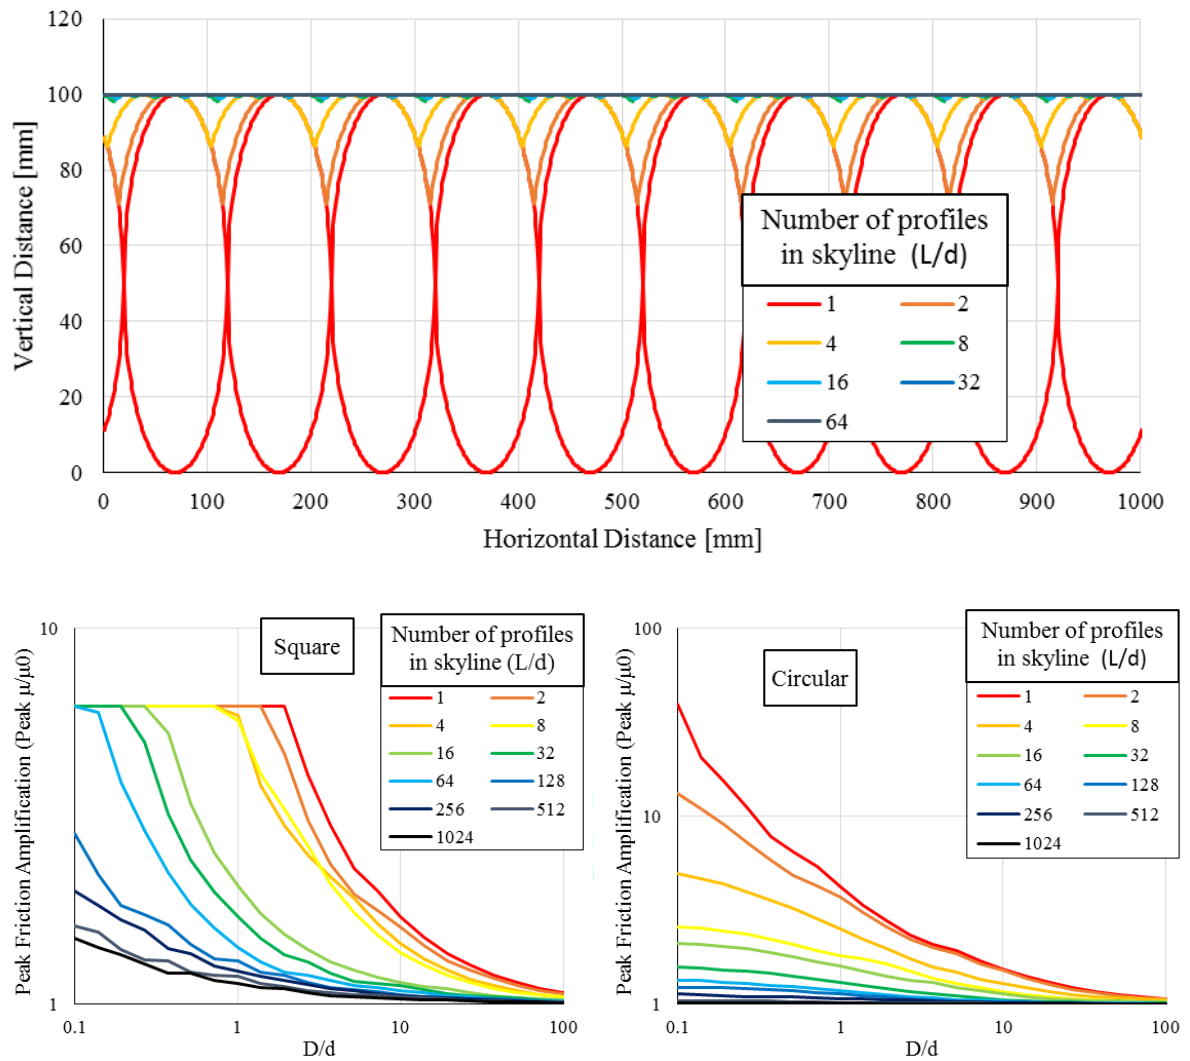 120
100
80
60
40
20
0
Vertical Distance [mm]
Number of profiles
in skyline (L/d)
1 2
4 8
16 32
64
0 100 200 300 400 500 600 700 800 900 1000
Horizontal Distance [mm]
10
1
Peak Friction Amplification (Peak μ/μ0)
Square
Number of profiles
in skyline (L/d)
1 2
4 8
16 32
64 128
256 512
1024
0.1 1 10 100
D/d
100
10
1
Peak Friction Amplification (Peak μ/μ0)
Circular
Number of profiles
in skyline (L/d)
1 2
4 8
16 32
64 128
256 512
1024
0.1 1 10 100
D/d